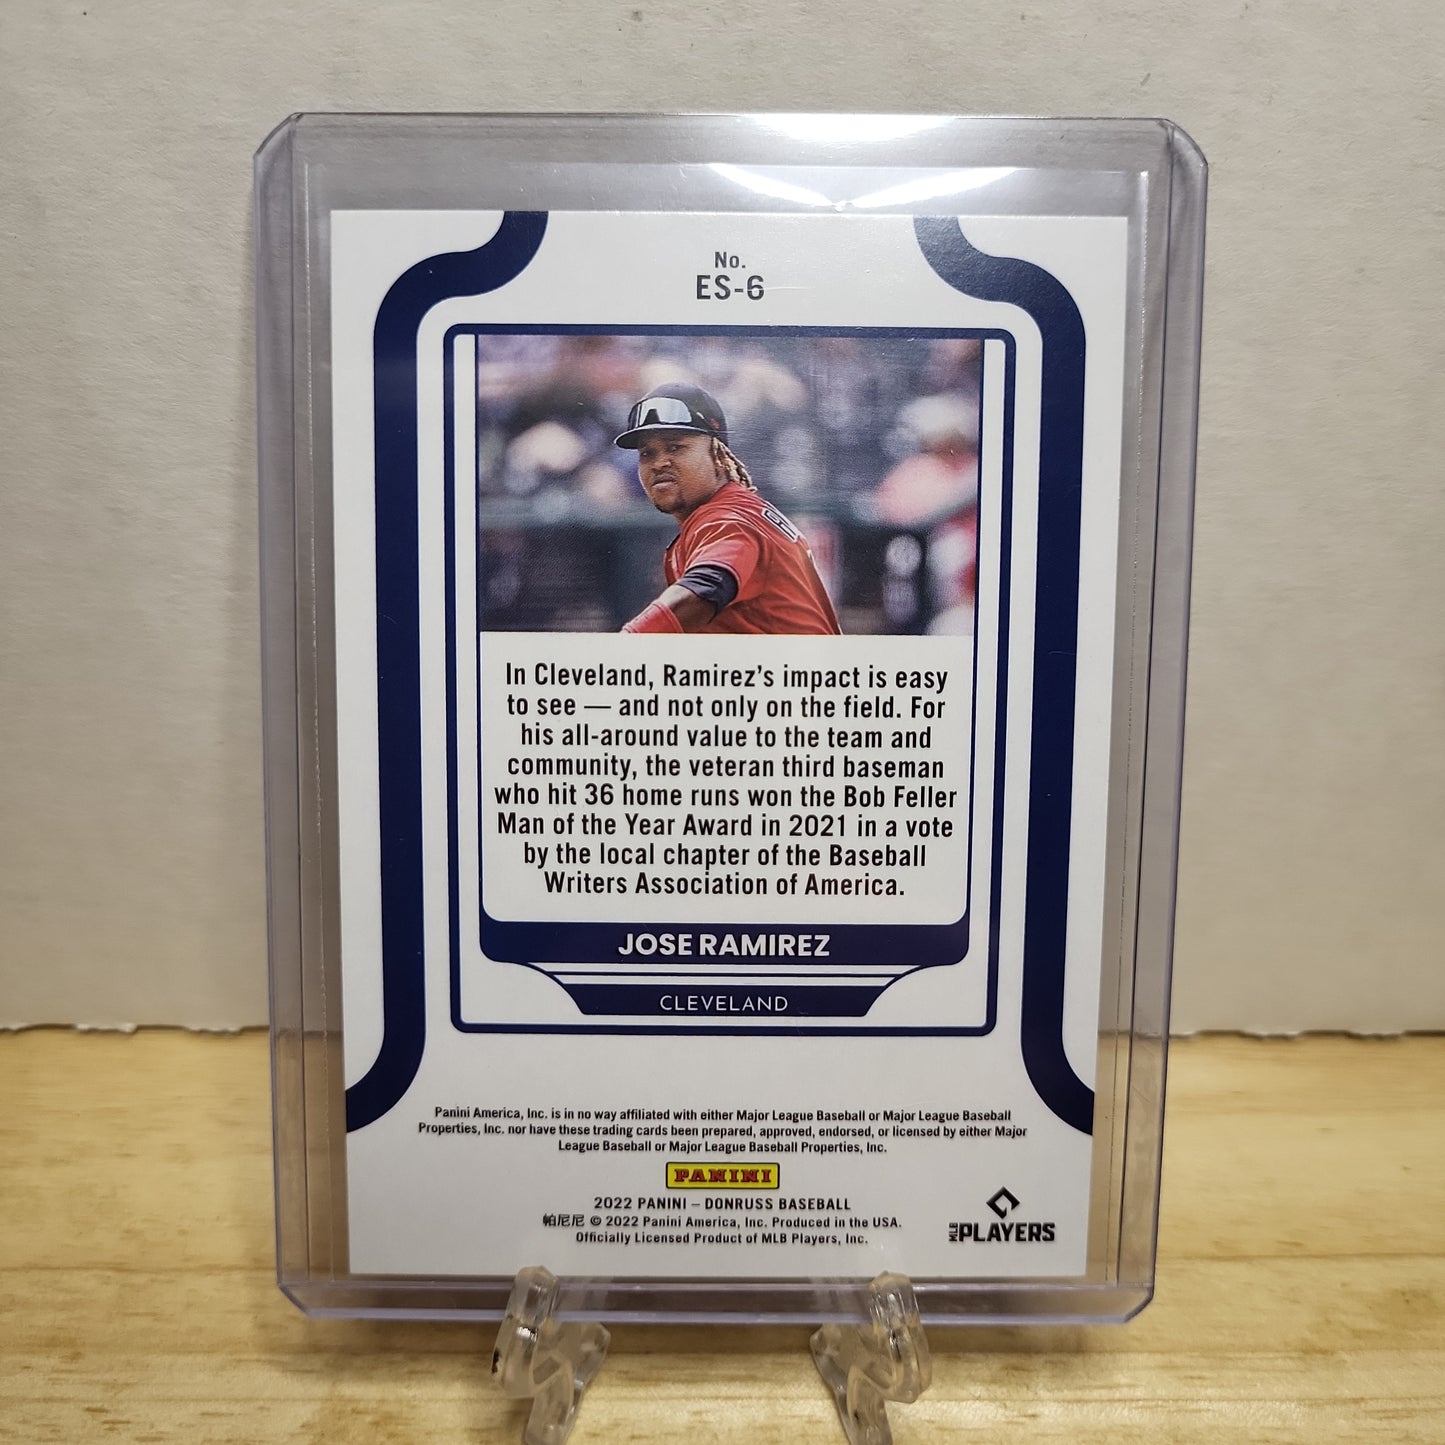 No.
ES-6
In Cleveland, Ramirez's impact is easy
to see — and not only on the field. For
his all-around value to the team and
community, the veteran third baseman
who hit 36 home runs won the Bob Feller
Man of the Year Award in 2021 in a vote
by the local chapter of the Baseball
Writers Association of America.
JOSE RAMIREZ
CLEVELAND
Panini America, Inc. is in no way affiliated with either Major League Baseball or Major League Baseball
Properties, Inc. nor have these trading cards been prepared, approved, endorsed, or licensed by either Major
League Baseball or Major League Baseball Properties, Inc.
PANINI
2022 PANINI – DONRUSS BASEBALL
帕尼尼 © 2022 Panini America, Inc. Produced in the USA.
Officially Licensed Product of MLB Players, Inc.
MLB PLAYERS